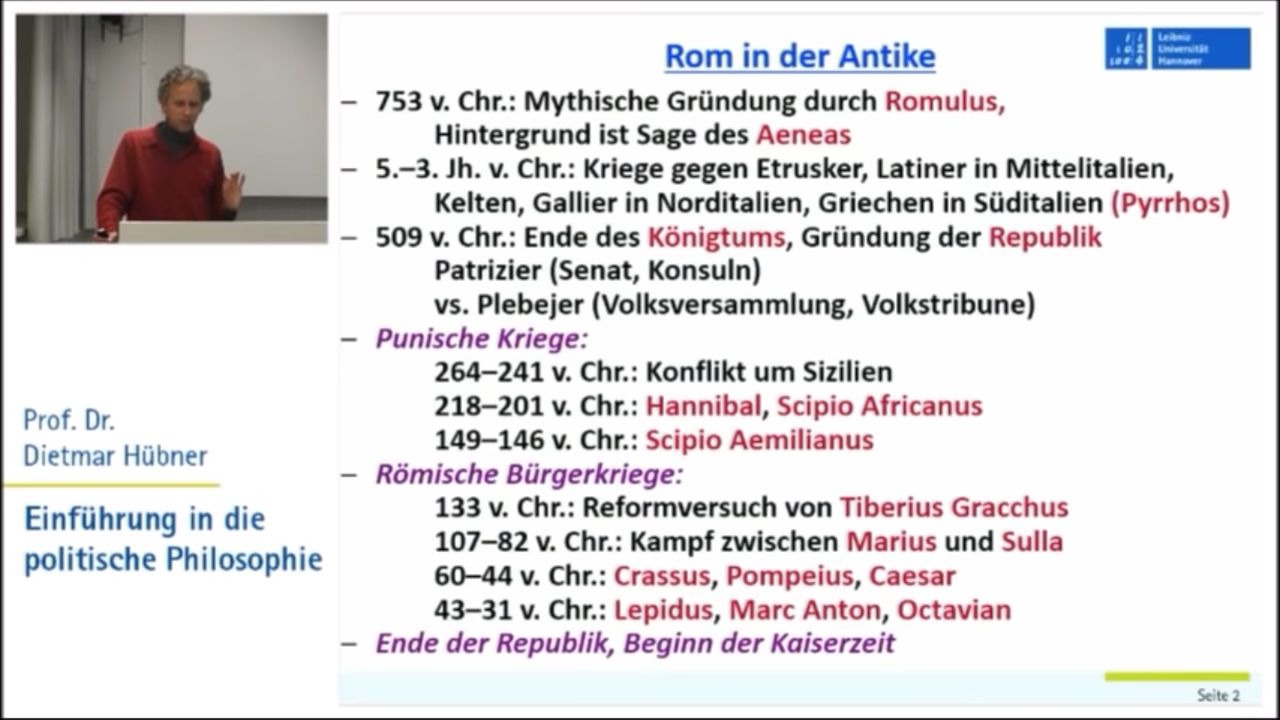 Rom in der Antike
Leibniz
Universität
Hannover
– 753 v. Chr.: Mythische Gründung durch Romulus,
Hintergrund ist Sage des Aeneas
– 5.–3. Jh. v. Chr.: Kriege gegen Etrusker, Latiner in Mittelitalien,
Kelten, Gallier in Norditalien, Griechen in Süditalien (Pyrrhos)
– 509 v. Chr.: Ende des Königtums, Gründung der Republik
Patrizier (Senat, Konsuln)
vs. Plebejer (Volksversammlung, Volkstribune)
– Punische Kriege:
264–241 v. Chr.: Konflikt um Sizilien
218–201 v. Chr.: Hannibal, Scipio Africanus
149–146 v. Chr.: Scipio Aemilianus
– Römische Bürgerkriege:
133 v. Chr.: Reformversuch von Tiberius Gracchus
107–82 v. Chr.: Kampf zwischen Marius und Sulla
60–44 v. Chr.: Crassus, Pompeius, Caesar
43–31 v. Chr.: Lepidus, Marc Anton, Octavian
– Ende der Republik, Beginn der Kaiserzeit
Prof. Dr.
Dietmar Hübner
Einführung in die
politische Philosophie
Seite 2